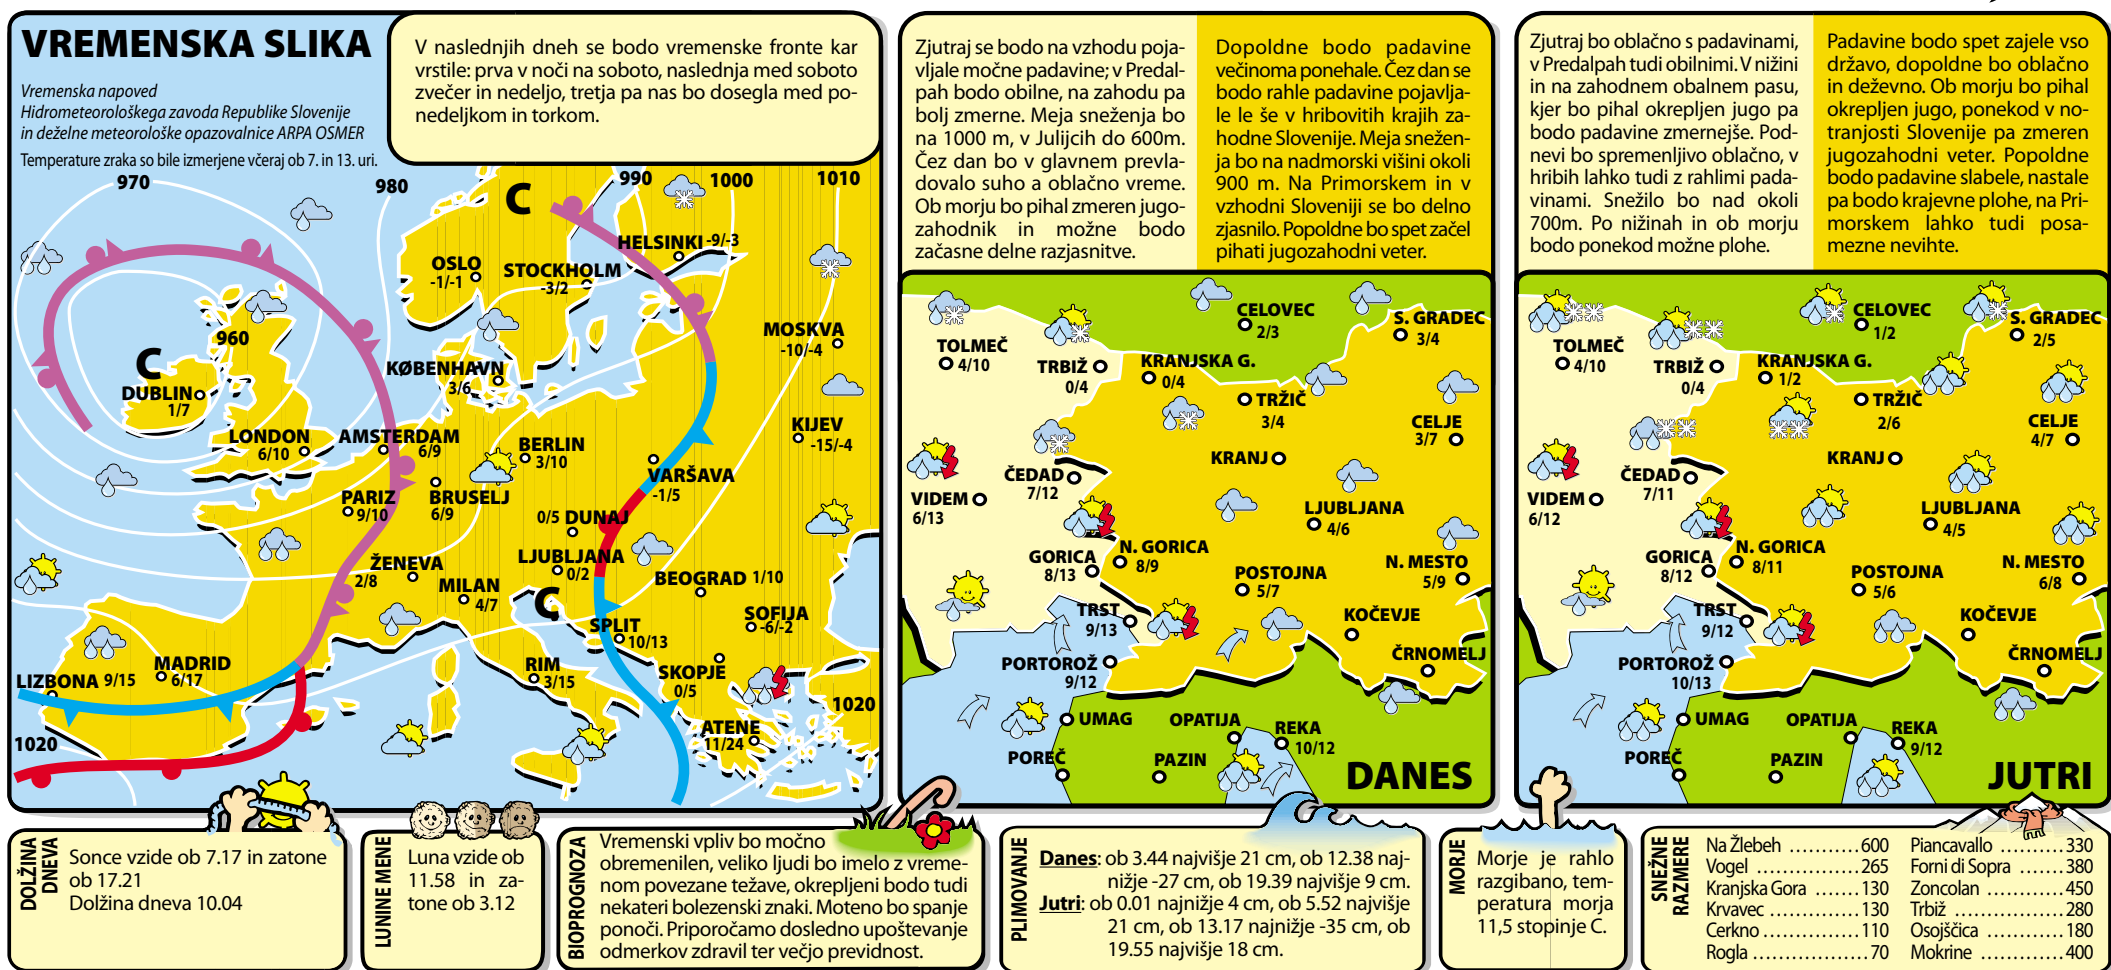 VREMENSKA SLIKA
Vremenska napoved
Hidrometeorološkega zavoda Republike Slovenije
in deželne meteorološke opazovalnice ARPA OSMER
Temperature zraka so bile izmerjene včeraj ob 7. in 13. uri.
V naslednjih dneh se bodo vremenske fronte kar
vrstile: prva v noči na soboto, naslednja med soboto
zvečer in nedeljo, tretja pa nas bo dosegla med po-
nedeljkom in torkom.
970
980
990
1000
1010
C
HELSINKI -9/-3
OSLO
-1/-1
STOCKHOLM
-3/2
960
MOSKVA
-10/-4
C
KØBENHAVN
3/6
DUBLIN
1/7
LONDON
6/10
AMSTERDAM
6/9
BERLIN
3/10
KIJEV
-15/-4
VARŠAVA
-1/5
PARIZ
9/10
BRUSELJ
6/9
0/5 DUNAJ
ŽENEVA
2/8
LJUBLJANA
0/2
MILAN
4/7
BEOGRAD 1/10
C
SOFIJA
-6/-2
SPLIT
10/13
MADRID
6/17
LIZBONA 9/15
RIM
3/15
SKOPJE
0/5
1020
ATENE
11/24
1020
Zjutraj se bodo na vzhodu poja-
vljale močne padavine; v Predal-
pah bodo obilne, na zahodu pa
bolj zmerne. Meja sneženja bo
na 1000 m, v Julijcih do 600m.
Čez dan bo v glavnem prevla-
dovalo suho a oblačno vreme.
Ob morju bo pihal zmeren jugo-
zahodnik in možne bodo
začasne delne razjasnitve.
Dopoldne bodo padavine
večinoma ponehale. Čez dan se
bodo rahle padavine pojavlja-
le le še v hribovitih krajih za-
hodne Slovenije. Meja snežen-
ja bo na nadmorski višini okoli
900 m. Na Primorskem in v
vzhodni Sloveniji se bo delno
zjasnilo. Popoldne bo spet začel
pihati jugozahodni veter.
CELOVEC
2/3
S. GRADEC
3/4
TOLMEČ
4/10
TRBIŽ
0/4
KRANJSKA G.
0/4
TRŽIČ
3/4
CELJE
3/7
KRANJ
ČEDAD
7/12
VIDEM
6/13
LJUBLJANA
4/6
GORICA
8/13
N. GORICA
8/9
POSTOJNA
5/7
N. MESTO
5/9
TRST
9/13
KOČEVJE
PORTOROŽ
9/12
ČRNOMELJ
UMAG
OPATIJA
REKA
10/12
POREČ
PAZIN
DANES
Zjutraj bo oblačno s padavinami,
v Predalpah tudi obilnimi. V nižini
in na zahodnem obalnem pasu,
kjer bo pihal okrepljen jugo pa
bodo padavine zmernejše. Pod-
nevi bo spremenljivo oblačno, v
hribih lahko tudi z rahlimi pada-
vinami. Snežilo bo nad okoli
700m. Po nižinah in ob morju
bodo ponekod možne plohe.
Padavine bodo spet zajele vso
državo, dopoldne bo oblačno
in deževno. Ob morju bo pihal
okrepljen jugo, ponekod v no-
tranjosti Slovenije pa zmeren
jugozahodni veter. Popoldne
bodo padavine slabele, nastale
pa bodo krajevne plohe, na Pri-
morskem lahko tudi posa-
mezne nevihte.
CELOVEC
1/2
S. GRADEC
2/5
TOLMEČ
4/10
TRBIŽ
0/4
KRANJSKA G.
1/2
TRŽIČ
2/6
CELJE
4/7
KRANJ
ČEDAD
7/11
VIDEM
6/12
LJUBLJANA
4/5
GORICA
8/12
N. GORICA
8/11
POSTOJNA
5/6
N. MESTO
6/8
TRST
9/12
KOČEVJE
PORTOROŽ
10/13
ČRNOMELJ
UMAG
OPATIJA
REKA
9/12
POREČ
PAZIN
JUTRI
DOLŽINA
DNEVA
Sonce vzide ob 7.17 in zatone
ob 17.21
Dolžina dneva 10.04
LUNINE MENE
Luna vzide ob
11.58 in za-
tone ob 3.12
BIOPROGNOZA
Vremenski vpliv bo močno
obremenilen, veliko ljudi bo imelo z vreme-
nom povezane težave, okrepljeni bodo tudi
nekateri bolezenski znaki. Moteno bo spanje
ponoči. Priporočamo dosledno upoštevanje
odmerkov zdravil ter večjo previdnost.
PLIMOVANJE
Danes: ob 3.44 najvišje 21 cm, ob 12.38 naj-
nižje -27 cm, ob 19.39 najvišje 9 cm.
Jutri: ob 0.01 najnižje 4 cm, ob 5.52 najvišje
21 cm, ob 13.17 najnižje -35 cm, ob
19.55 najvišje 18 cm.
MORJE
Morje je rahlo
razgibano, tem-
peratura morja
11,5 stopinje C.
SNEŽNE
RAZMERE
Na Žlebeh ...........600
Vogel ....................265
Kranjska Gora ......130
Krvavec ...............130
Cerkno ................110
Rogla ....................70
Piancavallo ..........330
Forni di Sopra .......380
Zoncolan .............450
Trbiž ....................280
Osojščica ............180
Mokrine ..............400